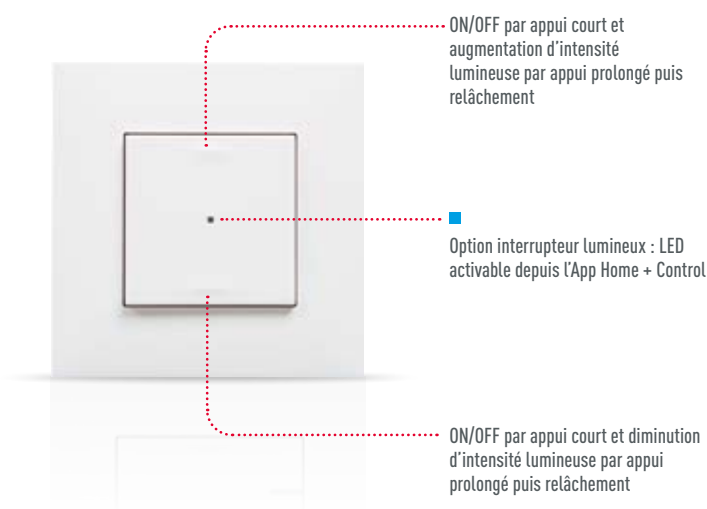 ON/OFF par appui court et
augmentation d'intensité
lumineuse par appui prolongé puis
relâchement
Option interrupteur lumineux : LED
activable depuis l'App Home + Control
ON/OFF par appui court et diminution
d'intensité lumineuse par appui
prolongé puis relâchement